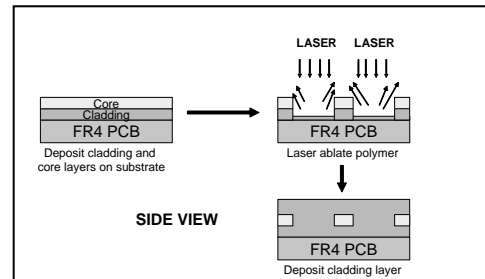 LASER LASER
Core
Cladding
FR4 PCB
Deposit cladding and
core layers on substrate
FR4 PCB
Laser ablate polymer
SIDE VIEW
FR4 PCB
Deposit cladding layer